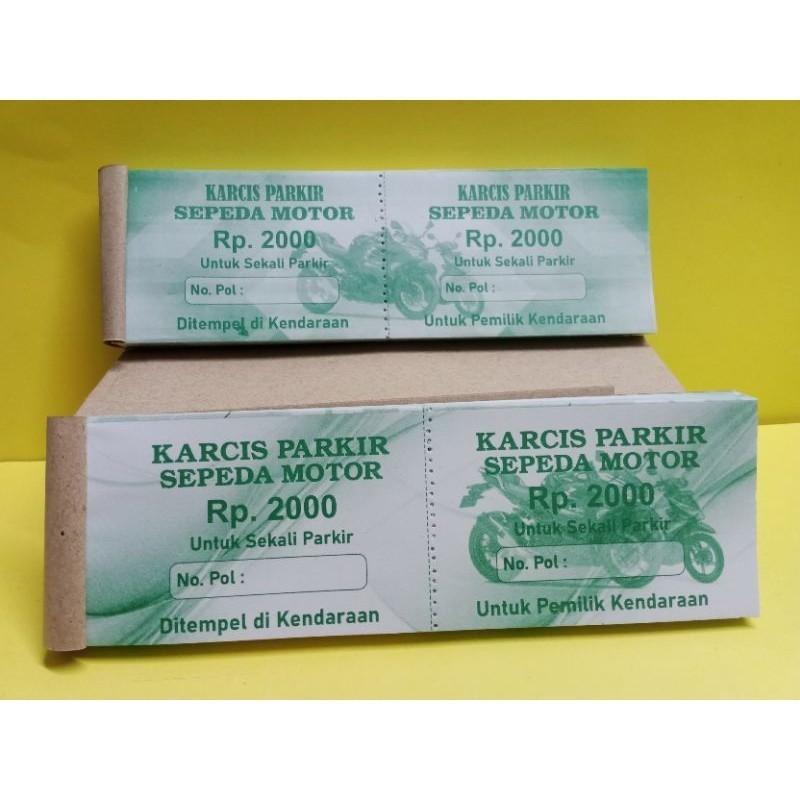 KARCIS PARKIR
SEPEDA MOTOR
Rp. 2000
Untuk Sekali Parkir
No. Pol :
Ditempel di Kendaraan
KARCIS PARKIR
SEPEDA MOTOR
Rp. 2000
Untuk Sekali Parkir
No. Pol :
Untuk Pemilik Kendaraan
KARCIS PARKIR
SEPEDA MOTOR
Rp. 2000
Untuk Sekali Parkir
No. Pol :
Ditempel di Kendaraan
KARCIS PARKIR
SEPEDA MOTOR
Rp. 2000
Untuk Sekali Parkir
No. Pol :
Untuk Pemilik Kendaraan